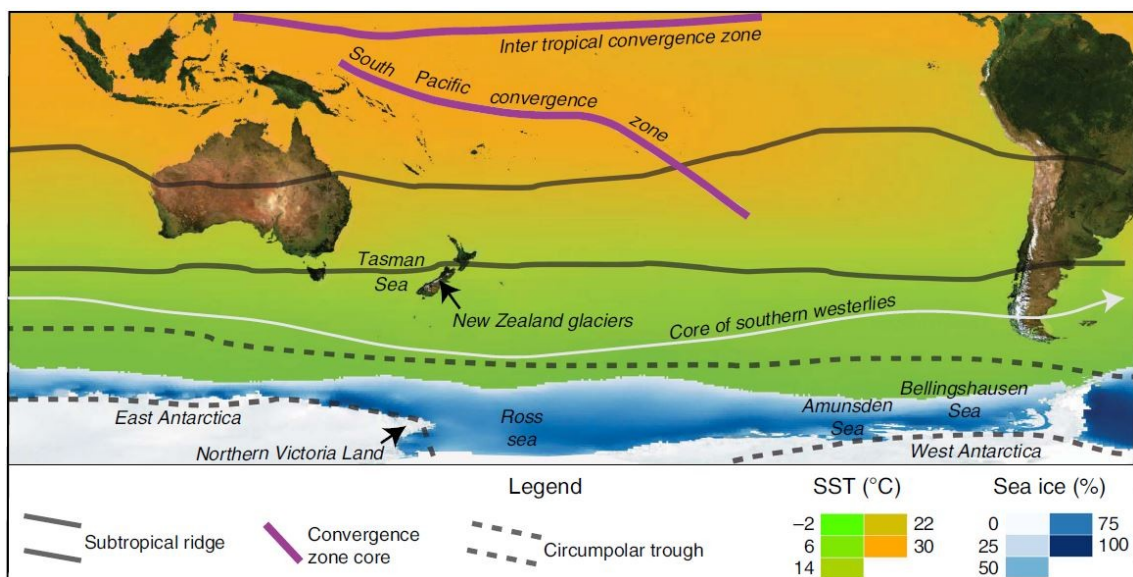 Inter tropical convergence zone
South Pacific convergence zone
Tasman
Sea
New Zealand glaciers
Core of southern westerlies
Bellingshausen
Sea
Amunsden
Sea
Ross
sea
East Antarctica
Northern Victoria Land
West Antarctica
Legend
Subtropical ridge
Convergence
zone core
Circumpolar trough
SST (°C)
–2 22
6 30
14
Sea ice (%)
0 75
25 100
50